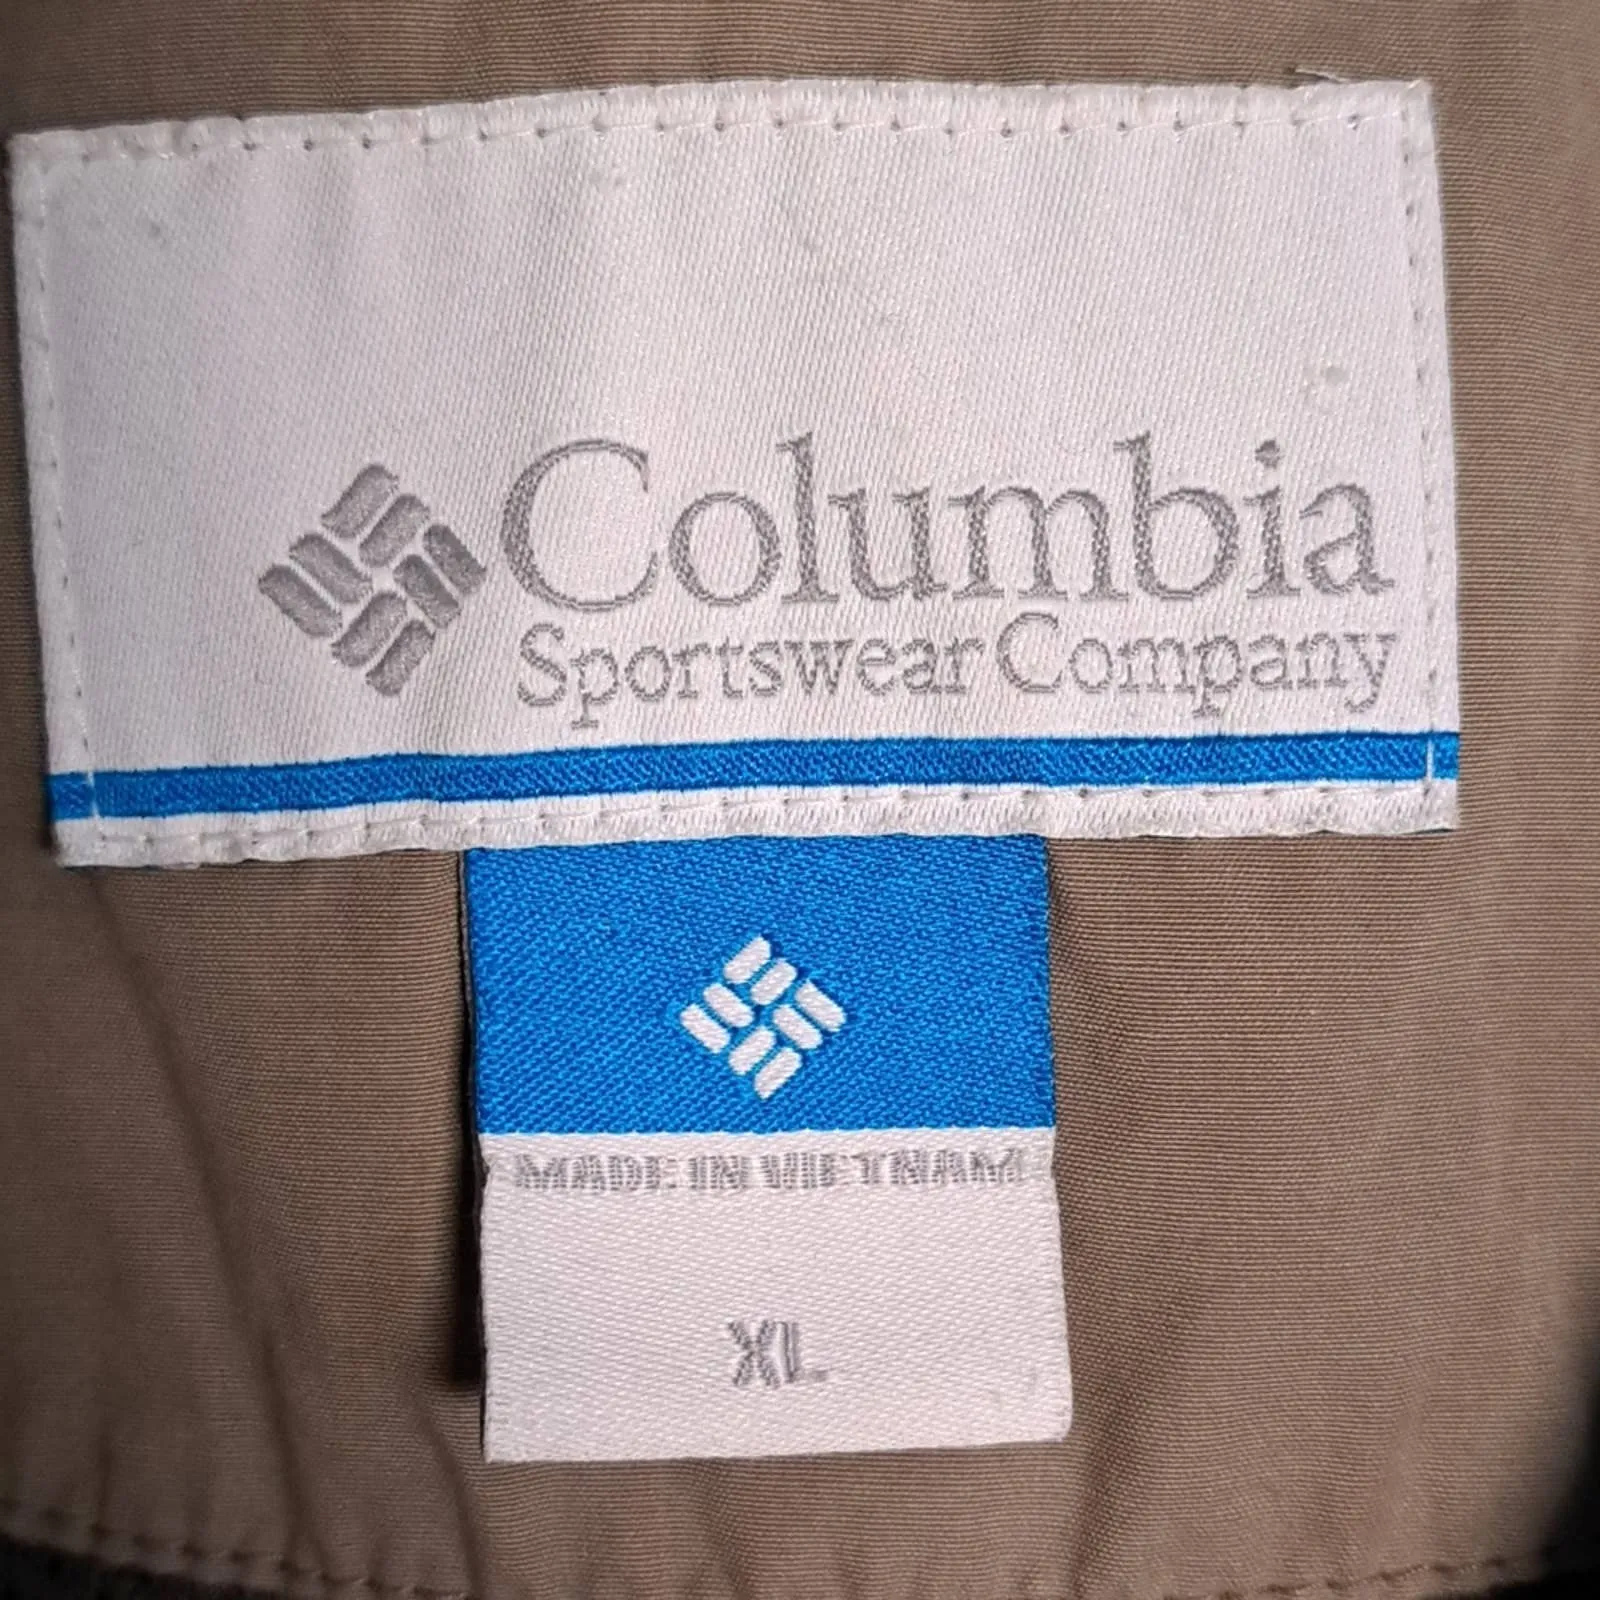 Columbia
Sportswear Company
MADE IN VIETNAM
XL